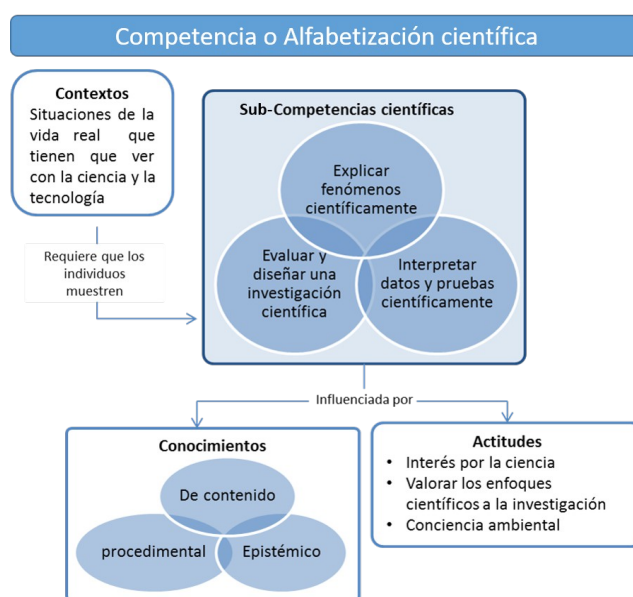 Competencia o Alfabetización científica
Contextos
Situaciones de la
vida real que
tienen que ver
con la ciencia y la
tecnología
Requiere que los
individuos
muestren
Sub-Competencias científicas
Explicar
fenómenos
científicamente
Evaluar y
diseñar una
investigación
científica
Interpretar
datos y pruebas
científicamente
Influenciada por
Conocimientos
De contenido
procedimental
Epistémico
Actitudes
• Interés por la ciencia
• Valorar los enfoques
científicos a la investigación
• Conciencia ambiental